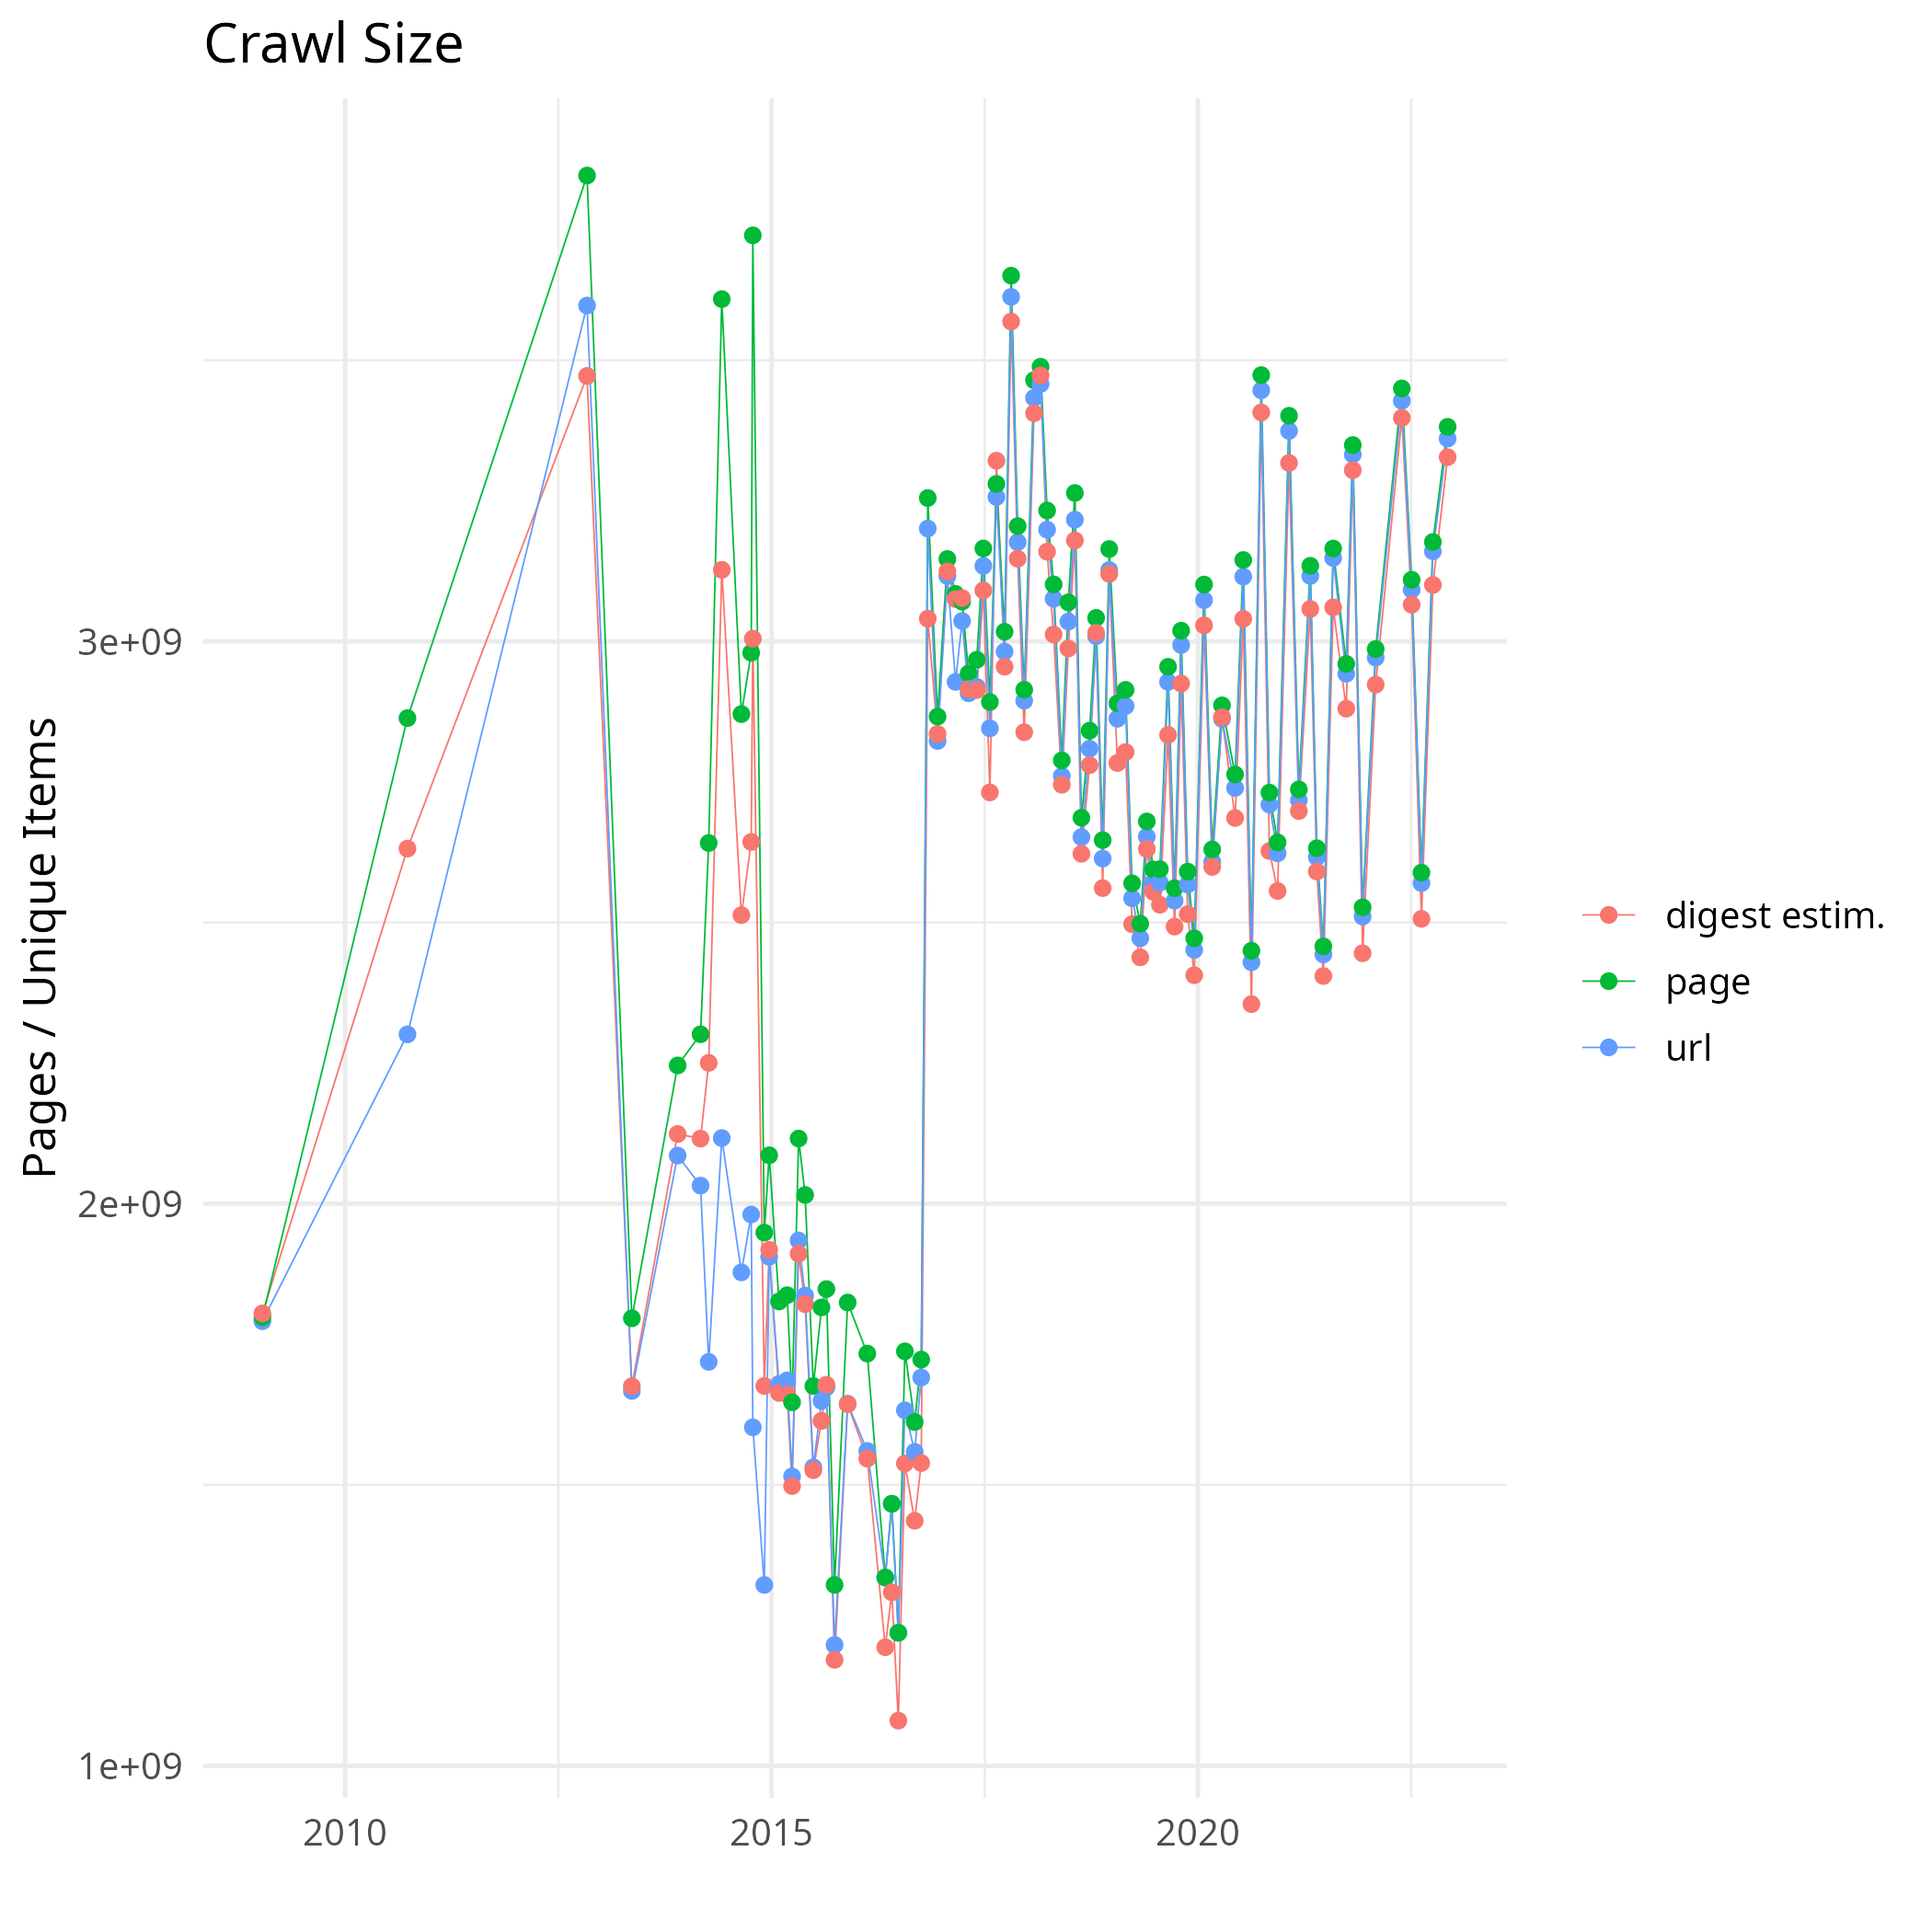 Crawl Size
Pages / Unique Items
3e+09
2e+09
1e+09
2010
2015
2020
digest estim.
page
url